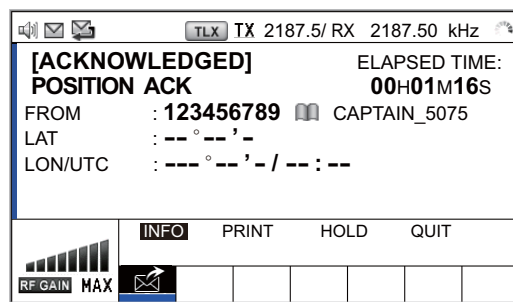 TLX TX 2187.5/ RX 2187.50 kHz
[ACKNOWLEDGED] ELAPSED TIME:
POSITION ACK 00H01M16S
FROM : 123456789 CAPTAIN_5075
LAT : -- ° -- ' -
LON/UTC : --- ° -- ' - / -- : --
INFO PRINT HOLD QUIT
RF GAIN MAX